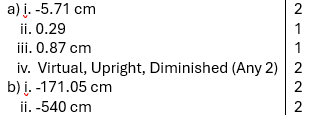 a) i. -5.71 cm 2
ii. 0.29 1
iii. 0.87 cm 1
iv. Virtual, Upright, Diminished (Any 2) 2
b) i. -171.05 cm 2
ii. -540 cm 2